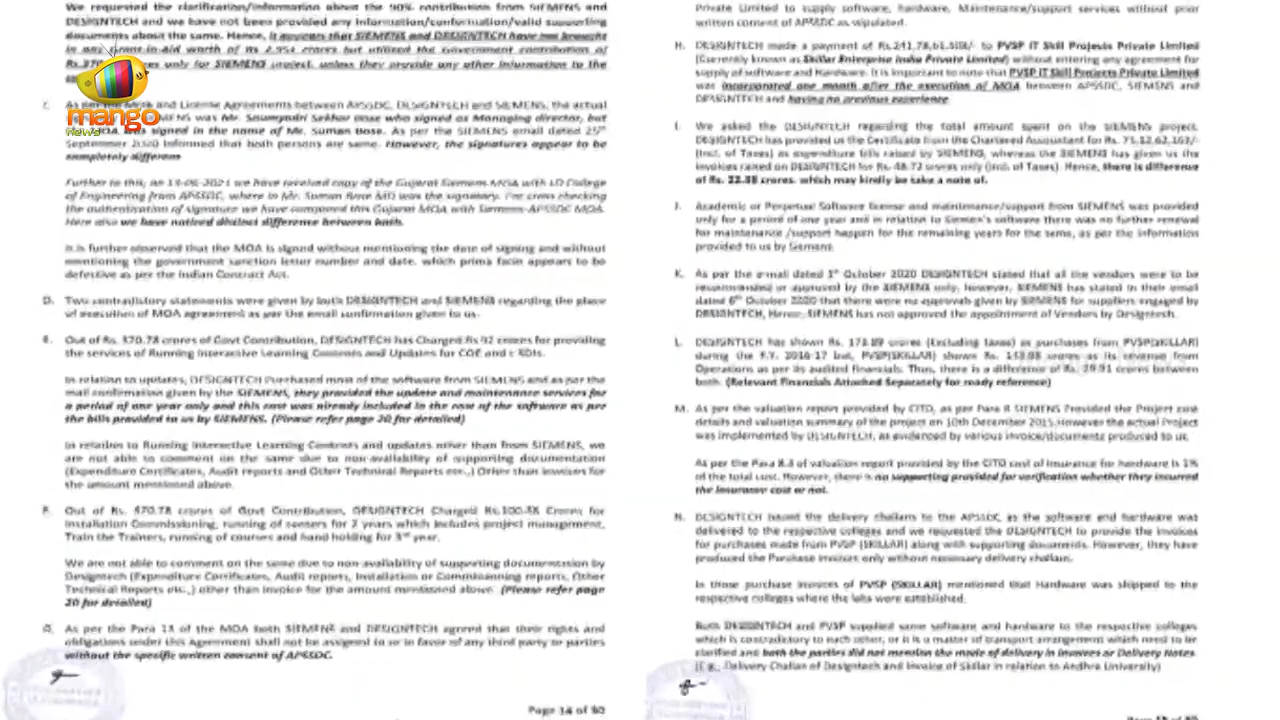 We requested the clarification/information about the 90% contribution from SIEMENS and
DESIGNTECH and we have not been provided any information/conformation/valid supporting
documents about the same. Hence, it appears that SIEMENS and DESIGNTECH have not brought
in any grant-in-aid worth of Rs 2,951 crores but utilized the Government contribution of
only for SIEMENS project, unless they provide any other information to the
mango
News
and License Agreements between APSSDC, DESIGNTECH and SIEMENS, the actual
was Mr. Soumyadri Sekhar Bose who signed as Managing director, but
was signed in the name of Mr. Suman Bose. As per the SIEMENS email dated 25th
September 2020 informed that both persons are same. However, the signatures appear to be
completely different
Further to this, on 15-06-2021 we have received copy of the Gujarat Siemens MOA with LD College
of Engineering from APSSDC, where in Mr. Suman Bose MD was the signatory. For cross checking
the authentication of signature we have compared this Gujarat MOA with Siemens-APSSDC MOA.
Here also we have noticed distinct difference between both.
It is further observed that the MOA is signed without mentioning the date of signing and without
mentioning the government sanction letter number and date, which prima facie appears to be
defective as per the Indian Contract Act.
D. Two contradictory statements were given by both DESIGNTECH and SIEMENS regarding the place
of execution of MOA agreement as per the email confirmation given to us.
E. Out of Rs. 370.78 crores of Govt Contribution, DESIGNTECH has Charged Rs 92 crores for providing
the services of Running Interactive Learning Contents and Updates for COE and t-SDIs.
In relation to updates, DESIGNTECH Purchased most of the software from SIEMENS and as per the
mail confirmation given by the SIEMENS, they provided the update and maintenance services for
a period of one year only and this cost was already included in the cost of the software as per
the bills provided to us by SIEMENS. (Please refer page 20 for detailed)
In relation to Running Interactive Learning Contents and updates other than from SIEMENS, we
are not able to comment on the same due to non-availability of supporting documentation
(Expenditure Certificates, Audit reports and Other Technical Reports etc.,) Other than invoices for
the amount mentioned above.
F. Out of Rs. 370.78 crores of Govt Contribution, DESIGNTECH Charged Crores for
Installation Commissioning, running of centers for 2 years which includes project management,
Train the Trainers, running of courses and hand holding for 3rd year.
We are not able to comment on the same due to non-availability of supporting documentation by
Designtech (Expenditure Certificates, Audit reports, Installation or Commissioning reports, Other
Technical Reports etc.,) other than invoice for the amount mentioned above. (Please refer page
20 for detailed)
G. As per the Para 13 of the MOA both SIEMENS and DESIGNTECH agreed that their rights and
obligations under this Agreement shall not be assigned to or in favor of any third party or parties
without the specific written consent of APSSDC.
Page 14 of 30
Private Limited to supply software, hardware, Maintenance/support services without prior
written consent of APSSDC as stipulated.
H. DESIGNTECH made a payment of to PVSP IT Skill Projects Private Limited
(Currently known as Skillar Enterprise India Private Limited) without entering any agreement for
supply of software and Hardware. It is important to note that PVSP IT Skill Projects Private Limited
was incorporated one month after the execution of MOA between APSSDC, SIEMENS and
DESIGNTECH and having no previous experience
I. We asked the DESIGNTECH regarding the total amount spent on the SIEMENS project.
DESIGNTECH has provided us the Certificate from the Chartered Accountant for Rs.
(Incl. of Taxes) as expenditure bills raised by SIEMENS, whereas the SIEMENS has given us the
invoices raised on DESIGNTECH for Rs crores only (Incl. of Taxes). Hence, there is difference
of Rs. crores. which may kindly be take a note of.
J. Academic or Perpetual Software license and maintenance/support from SIEMENS was provided
only for a period of one year and in relation to Siemen's software there was no further renewal
for maintenance /support happen for the remaining years for the same, as per the information
provided to us by Siemens.
K. As per the e-mail dated 1st October 2020 DESIGNTECH stated that all the vendors were to be
recommended or approved by the SIEMENS only, however, SIEMENS has stated in their email
dated 6th October 2020 that there were no approvals given by SIEMENS for suppliers engaged by
DESIGNTECH, Hence, SIEMENS has not approved the appointment of Vendors by Designtech.
L. DESIGNTECH has shown Rs. crores (Excluding taxes) as purchases from PVSP(SKILLAR)
during the F.Y. 2016-17 but, PVSP(SKILLAR) shown Rs. crores as its revenue from
Operations as per its audited financials. Thus, there is a difference of Rs. crores between
both. (Relevant Financials Attached Separately for ready reference)
M. As per the valuation report provided by CITD, as per Para 8 SIEMENS Provided the Project cost
details and valuation summary of the project on 10th December 2015.However the actual Project
was implemented by DESIGNTECH, as evidenced by various invoice/documents produced to us.
As per the Para 8.3 of valuation report provided by the CITD cost of insurance for hardware is 1%
of the total cost. However, there is no supporting provided for verification whether they incurred
the Insurance cost or not.
N. DESIGNTECH issued the delivery challans to the APSSDC, as the software and hardware was
delivered to the respective colleges and we requested the DESIGNTECH to provide the invoices
for purchases made from PVSP (SKILLAR) along with supporting documents. However, they have
produced the Purchase invoices only without necessary delivery challans.
In those purchase invoices of PVSP (SKILLAR) mentioned that Hardware was shipped to the
respective colleges where the labs were established.
Both DESIGNTECH and PVSP supplied same software and hardware to the respective colleges
which is contradictory to each other, or it is a matter of transport arrangement which need to be
clarified and both the parties did not mention the mode of delivery in Invoices or Delivery Notes
(E.g., Delivery Challan of Designtech and Invoice of Skillar in relation to Andhra University)